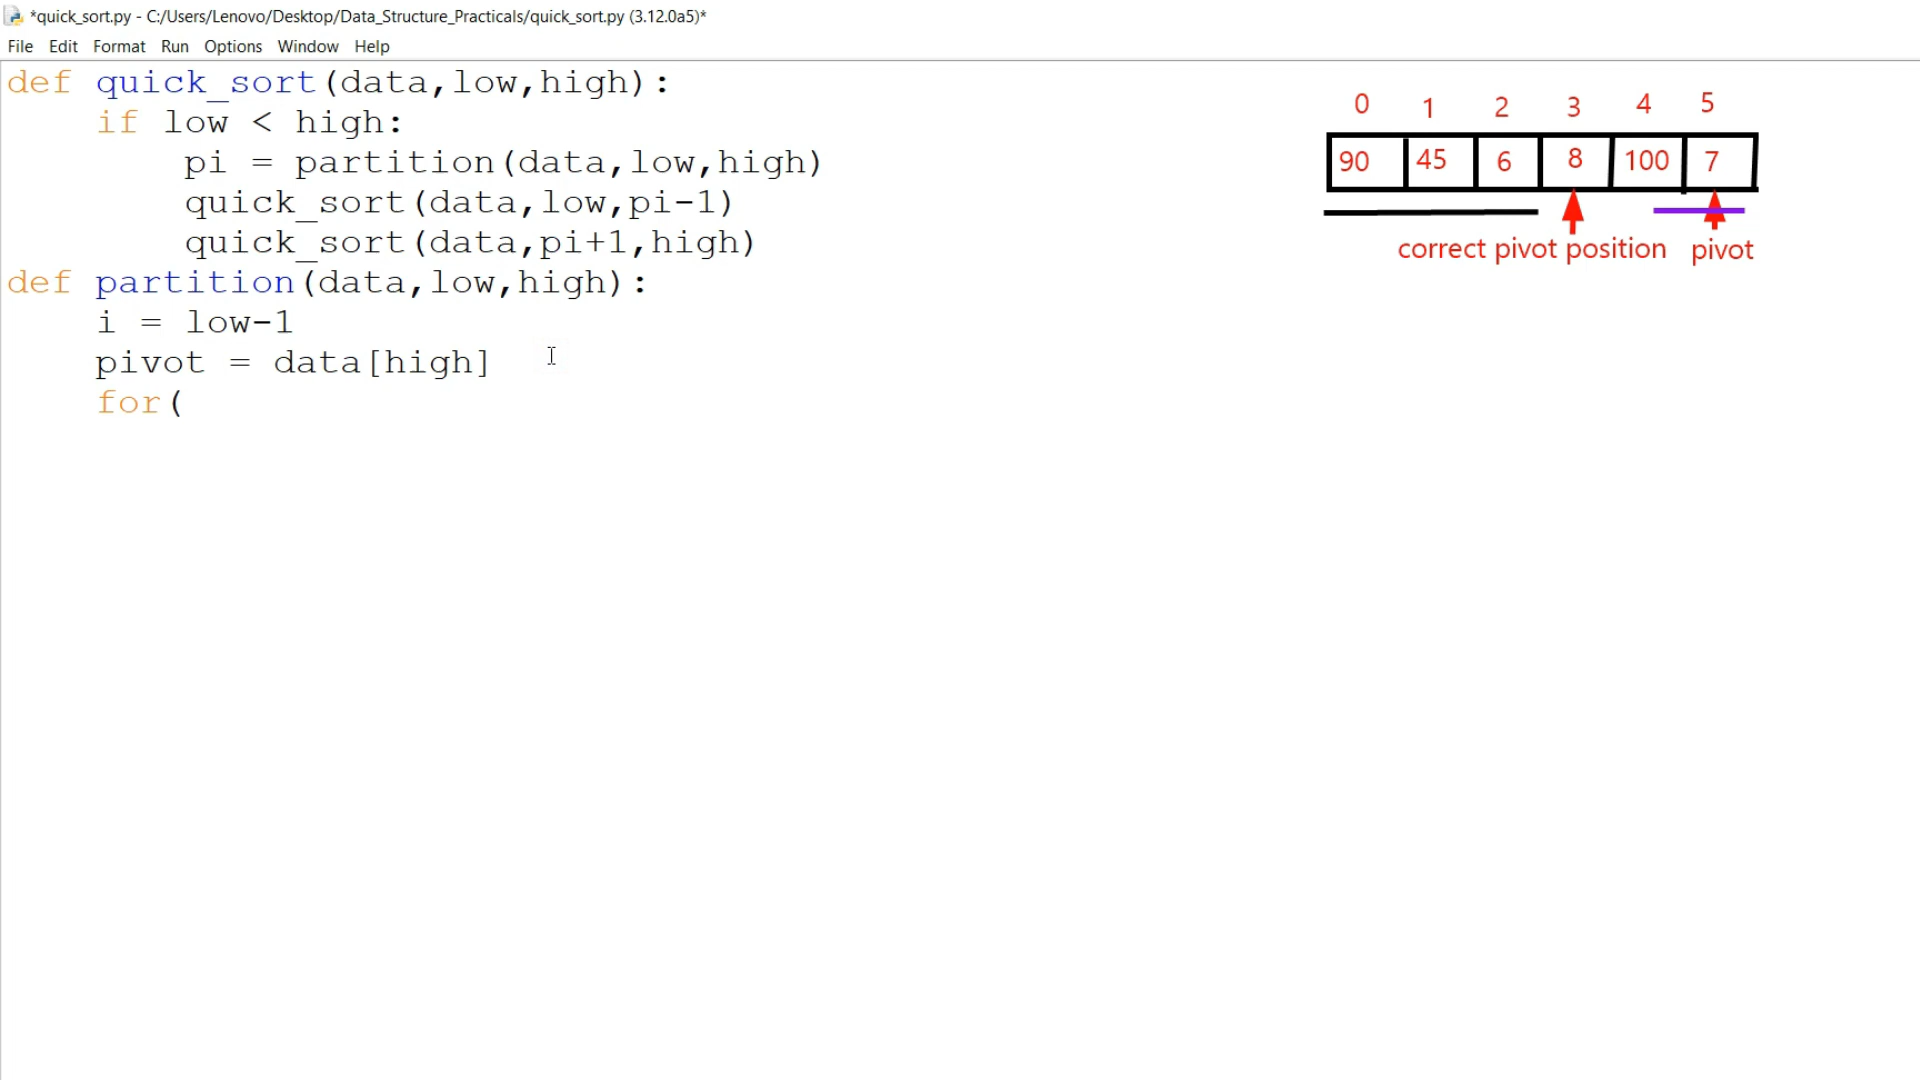 *quick_sort.py - C:/Users/Lenovo/Desktop/Data_Structure_Practicals/quick_sort.py (3.12.0a5)*
File Edit Format Run Options Window Help
def quick_sort(data,low,high):
    if low < high:
        pi = partition(data,low,high)
        quick_sort(data,low,pi-1)
        quick_sort(data,pi+1,high)
def partition(data,low,high):
    i = low-1
    pivot = data[high]
    for(
0 1 2 3 4 5
90 45 6 8 100 7
correct pivot position pivot